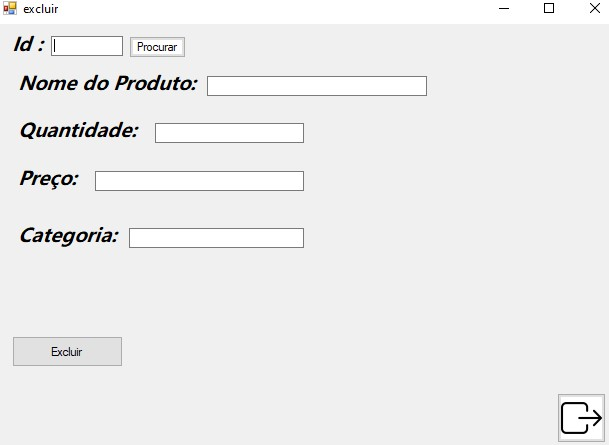 excluir
Id : Procurar
Nome do Produto:
Quantidade:
Preço:
Categoria:
Excluir